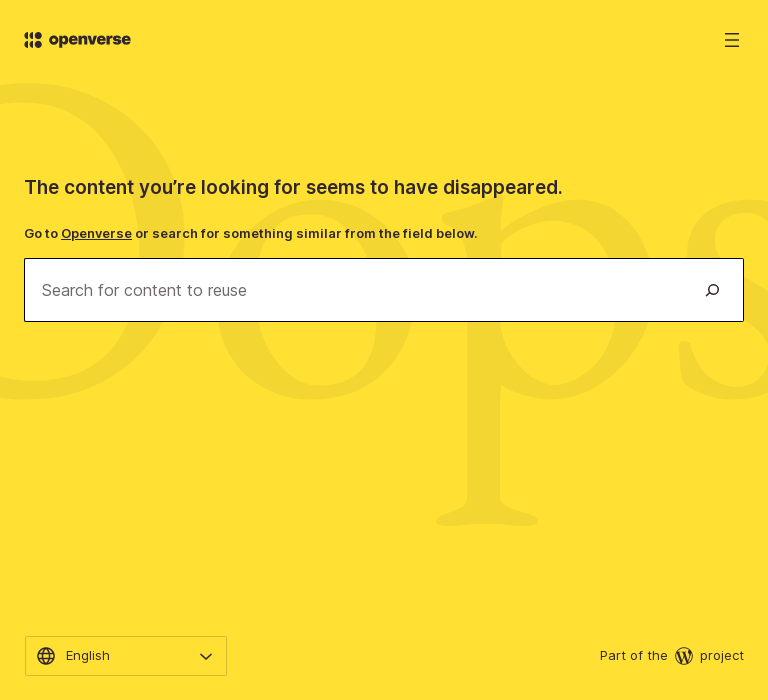 openverse
Oops
The content you’re looking for seems to have disappeared.
Go to Openverse or search for something similar from the field below.
Search for content to reuse
English
Part of the project